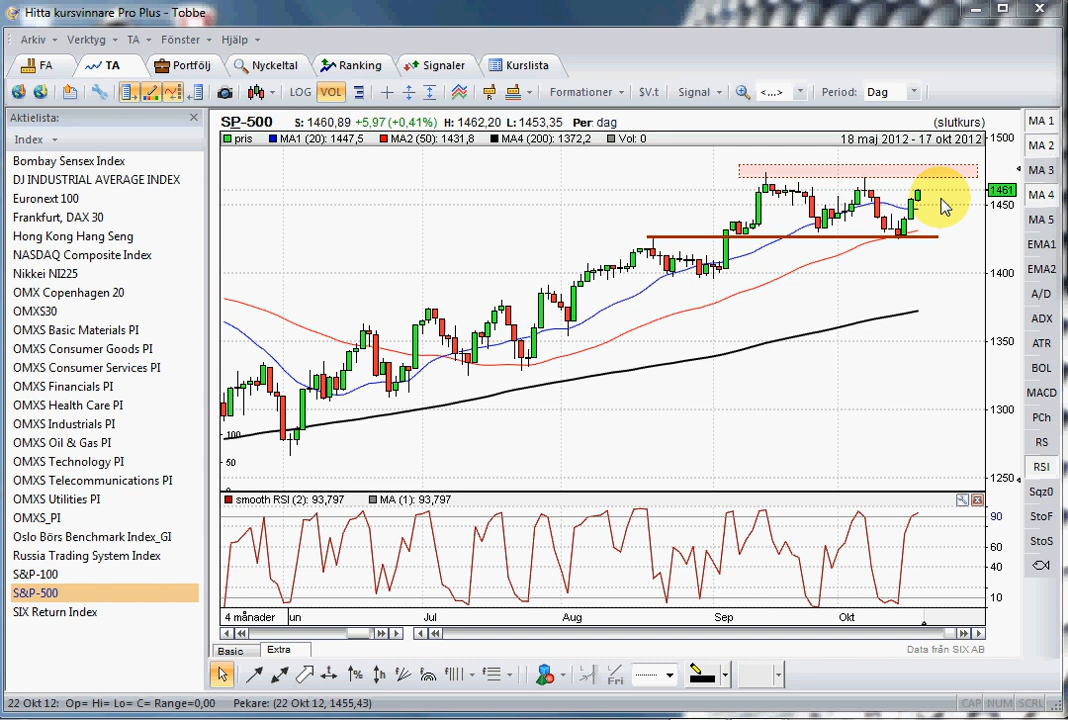 Hitta kursvinnare Pro Plus - Tobbe
Arkiv Verktyg TA Fönster Hjälp
FA TA Portfölj Nyckeltal Ranking Signaler Kurslista
LOG VOL Formationer $V.t Signal <...> Period: Dag
Aktielista:
Index
Bombay Sensex Index
DJ INDUSTRIAL AVERAGE INDEX
Euronext 100
Frankfurt, DAX 30
Hong Kong Hang Seng
NASDAQ Composite Index
Nikkei NI225
OMX Copenhagen 20
OMXS30
OMXS Basic Materials PI
OMXS Consumer Goods PI
OMXS Consumer Services PI
OMXS Financials PI
OMXS Health Care PI
OMXS Industrials PI
OMXS Oil & Gas PI
OMXS Technology PI
OMXS Telecommunications PI
OMXS Utilities PI
OMXS_PI
Oslo Börs Benchmark Index_GI
Russia Trading System Index
S&P-100
S&P-500
SIX Return Index
SP-500 S: 1460,89 +5,97 (+0,41%) H: 1462,20 L: 1453,35 Per: dag (slutkurs)
pris MA1 (20): 1447,5 MA2 (50): 1431,8 MA4 (200): 1372,2 Vol: 0 18 maj 2012 - 17 okt 2012
1500
1461
1450
1400
1350
1300
1250
100
50
0
smooth RSI (2): 93,797 MA (1): 93,797
90
60
40
10
4 månader jun Jul Aug Sep Okt
Basic Extra
Data från SIX AB
Fri
MA 1
MA 2
MA 3
MA 4
MA 5
EMA1
EMA2
A/D
ADX
ATR
BOL
MACD
PCh
RS
RSI
Sqz0
StoF
StoS
22 Okt 12: Op= Hi= Lo= C= Range=0,00 Pekare: (22 Okt 12, 1455,43) CAP NUM SCRL